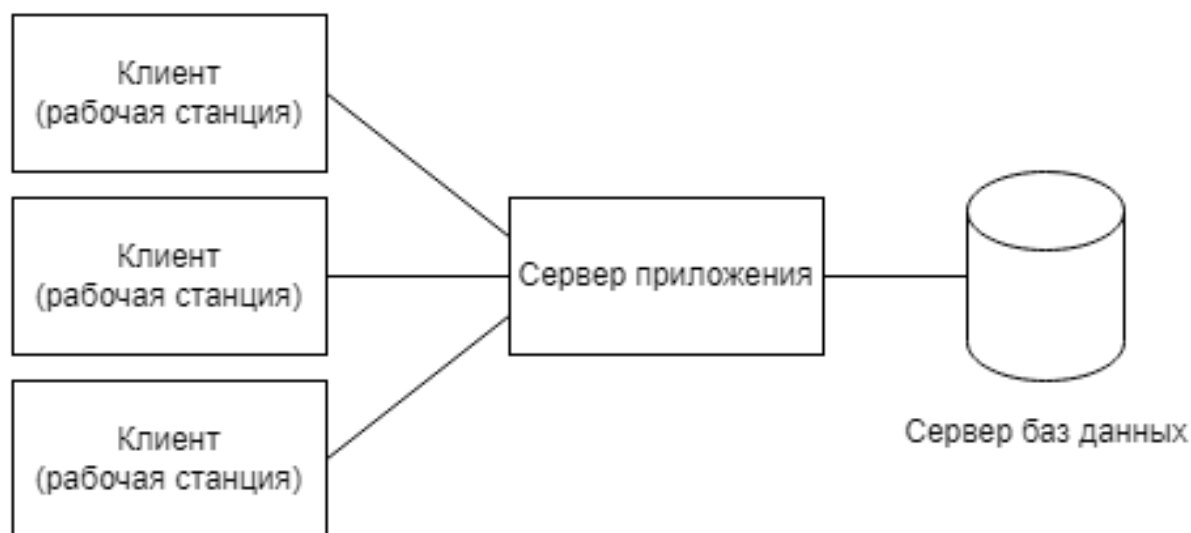 Клиент
(рабочая станция)
Клиент
(рабочая станция)
Клиент
(рабочая станция)
Сервер приложения
Сервер баз данных